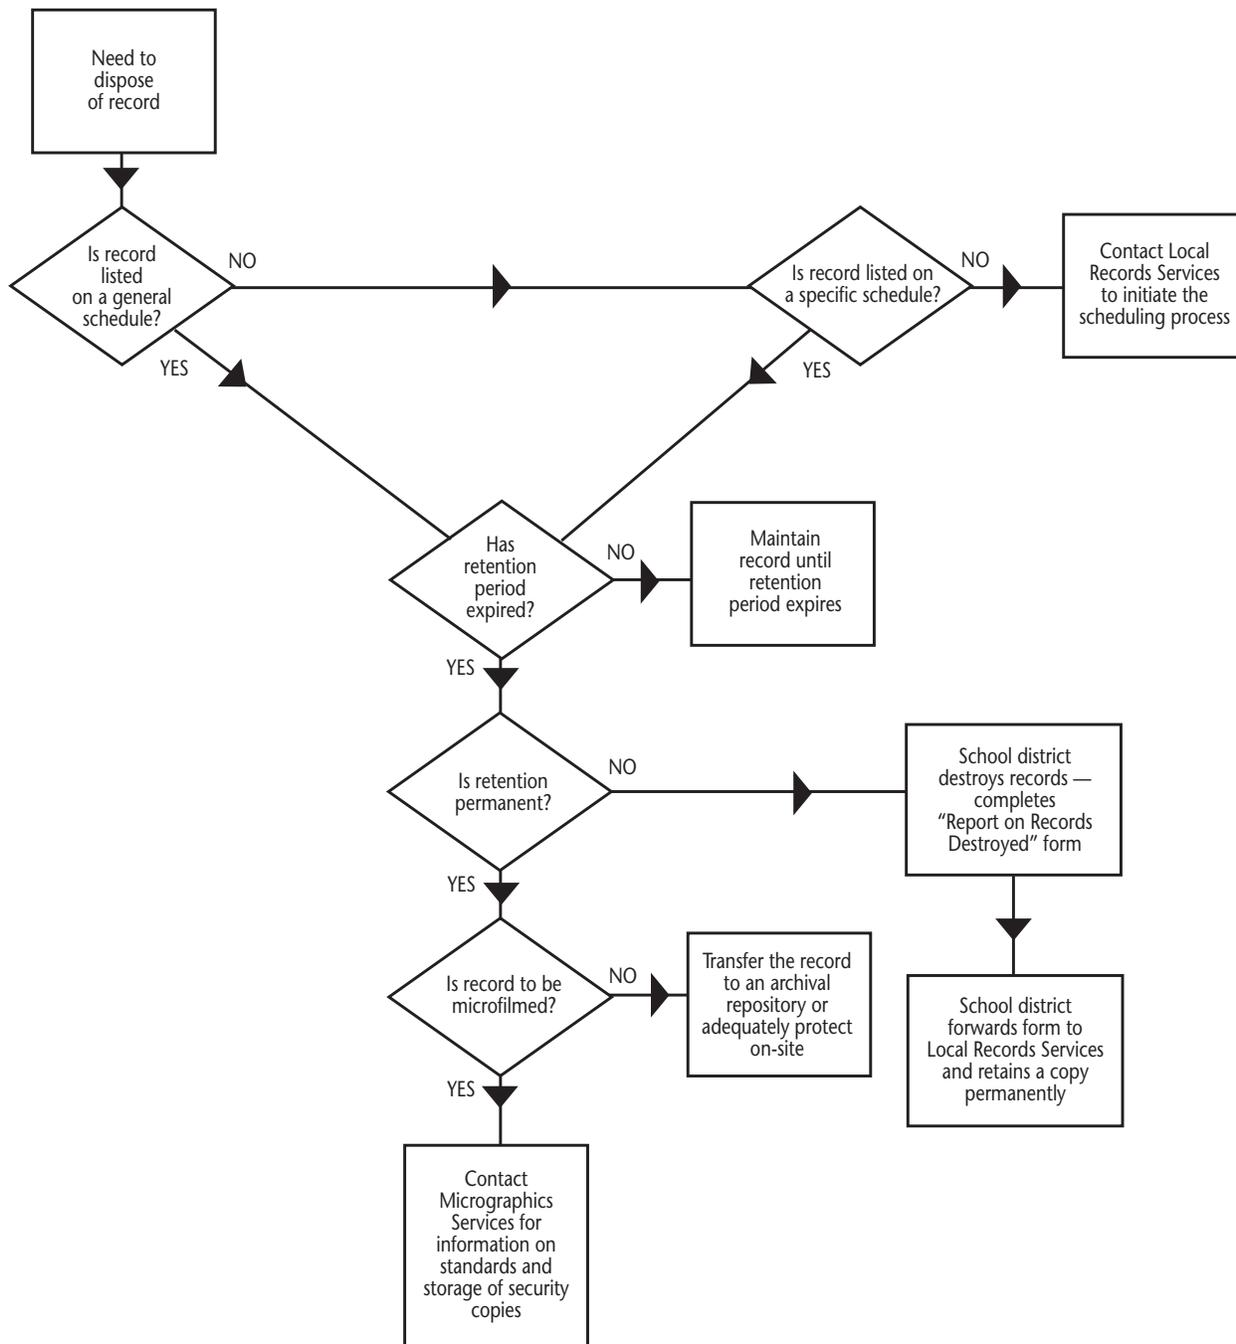 Need to
dispose
of record
Is record
listed
on a general
schedule?
NO
Is record listed on
a specific schedule?
NO
Contact Local
Records Services
to initiate the
scheduling process
YES
YES
Has
retention
period
expired?
NO
Maintain
record until
retention
period expires
YES
Is retention
permanent?
NO
School district
destroys records —
completes
“Report on Records
Destroyed” form
YES
Is record to be
microfilmed?
NO
Transfer the record
to an archival
repository or
adequately protect
on-site
School district
forwards form to
Local Records Services
and retains a copy
permanently
YES
Contact
Micrographics
Services for
information on
standards and
storage of security
copies